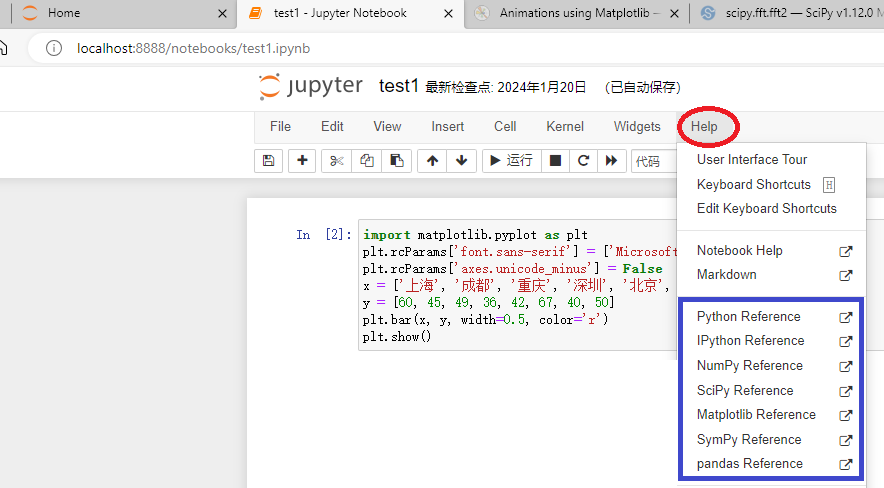 Home
test1 - Jupyter Notebook
Animations using Matplotlib –
scipy.fft.fft2 — SciPy v1.12.0 M
localhost:8888/notebooks/test1.ipynb
jupyter test1 最新检查点: 2024年1月20日 (已自动保存)
File Edit View Insert Cell Kernel Widgets Help
运行 代码
User Interface Tour
Keyboard Shortcuts H
Edit Keyboard Shortcuts
Notebook Help
Markdown
Python Reference
IPython Reference
NumPy Reference
SciPy Reference
Matplotlib Reference
SymPy Reference
pandas Reference
In [2]: import matplotlib.pyplot as plt
plt.rcParams['font.sans-serif'] = ['Microsoft
plt.rcParams['axes.unicode_minus'] = False
x = ['上海', '成都', '重庆', '深圳', '北京',
y = [60, 45, 49, 36, 42, 67, 40, 50]
plt.bar(x, y, width=0.5, color='r')
plt.show()